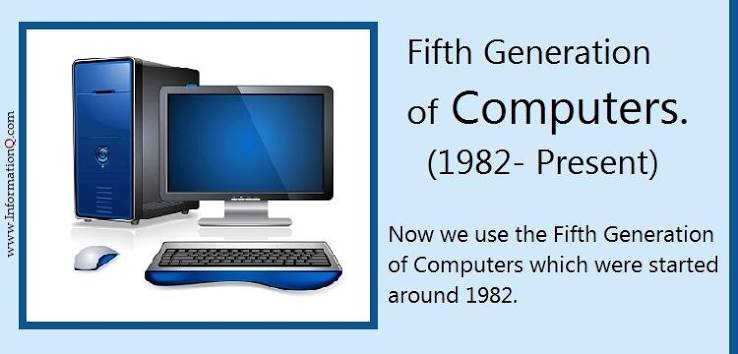 www.InformationQ.com
Fifth Generation
of Computers.
(1982- Present)
Now we use the Fifth Generation
of Computers which were started
around 1982.